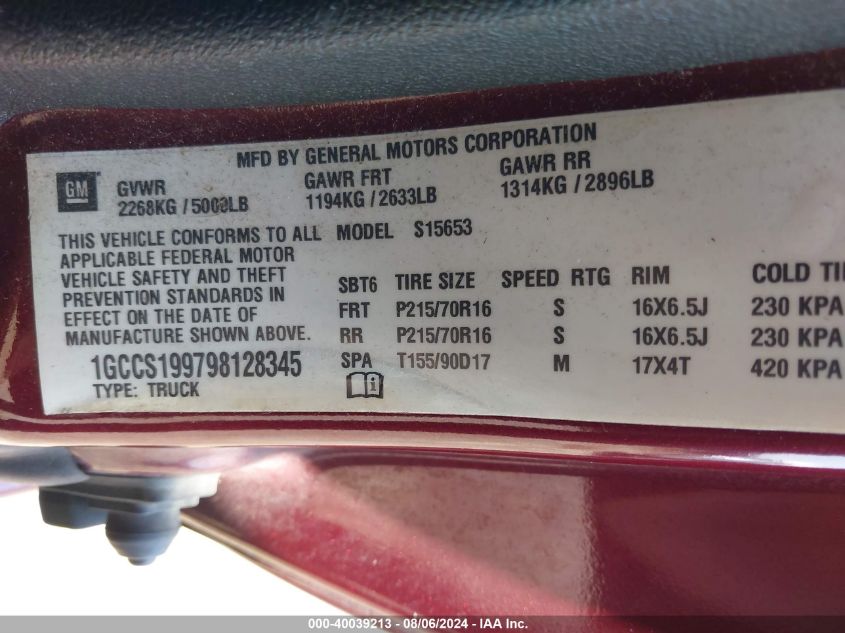 MFD BY GENERAL MOTORS CORPORATION
GM
GVWR GAWR FRT GAWR RR
2268KG / 5000LB 1194KG / 2633LB 1314KG / 2896LB
THIS VEHICLE CONFORMS TO ALL MODEL S15653
APPLICABLE FEDERAL MOTOR
VEHICLE SAFETY AND THEFT
PREVENTION STANDARDS IN
EFFECT ON THE DATE OF
MANUFACTURE SHOWN ABOVE.
1GCCS199798128345
TYPE: TRUCK
SBT6 TIRE SIZE SPEED RTG RIM COLD TI
FRT P215/70R16 S 16X6.5J 230 KPA
RR P215/70R16 S 16X6.5J 230 KPA
SPA T155/90D17 M 17X4T 420 KPA
i
000-40039213 - 08/06/2024 - IAA Inc.